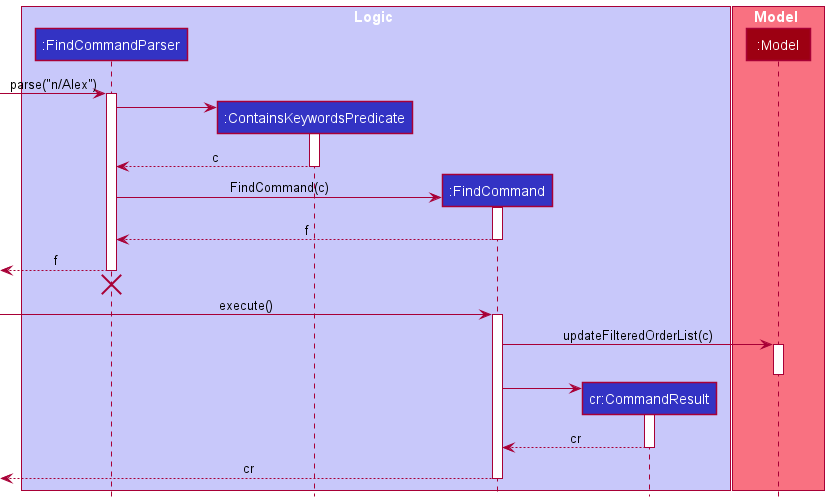 Logic
Model
:FindCommandParser
:Model
parse("n/Alex")
:ContainsKeywordsPredicate
c
FindCommand(c)
:FindCommand
f
f
execute()
updateFilteredOrderList(c)
cr:CommandResult
cr
cr